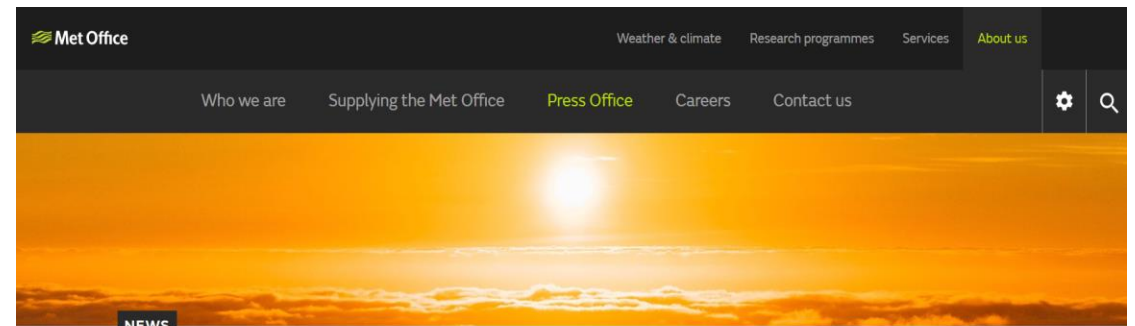 Met Office
Weather & climate Research programmes Services About us
Who we are Supplying the Met Office Press Office Careers Contact us
NEWS